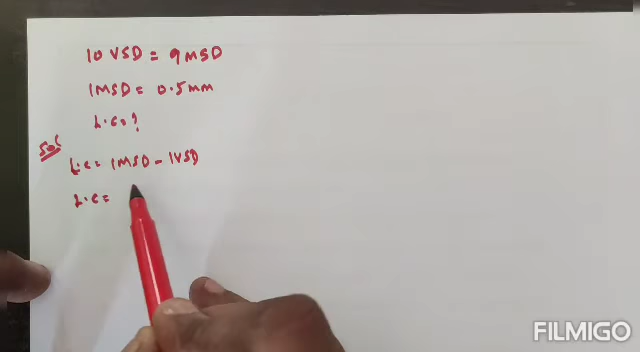 10 VSD = 9 MSD
1 MSD = 0.5 mm
L.C = ?
Sol
L.C = 1 MSD - 1 VSD
L.C =
FILMIGO